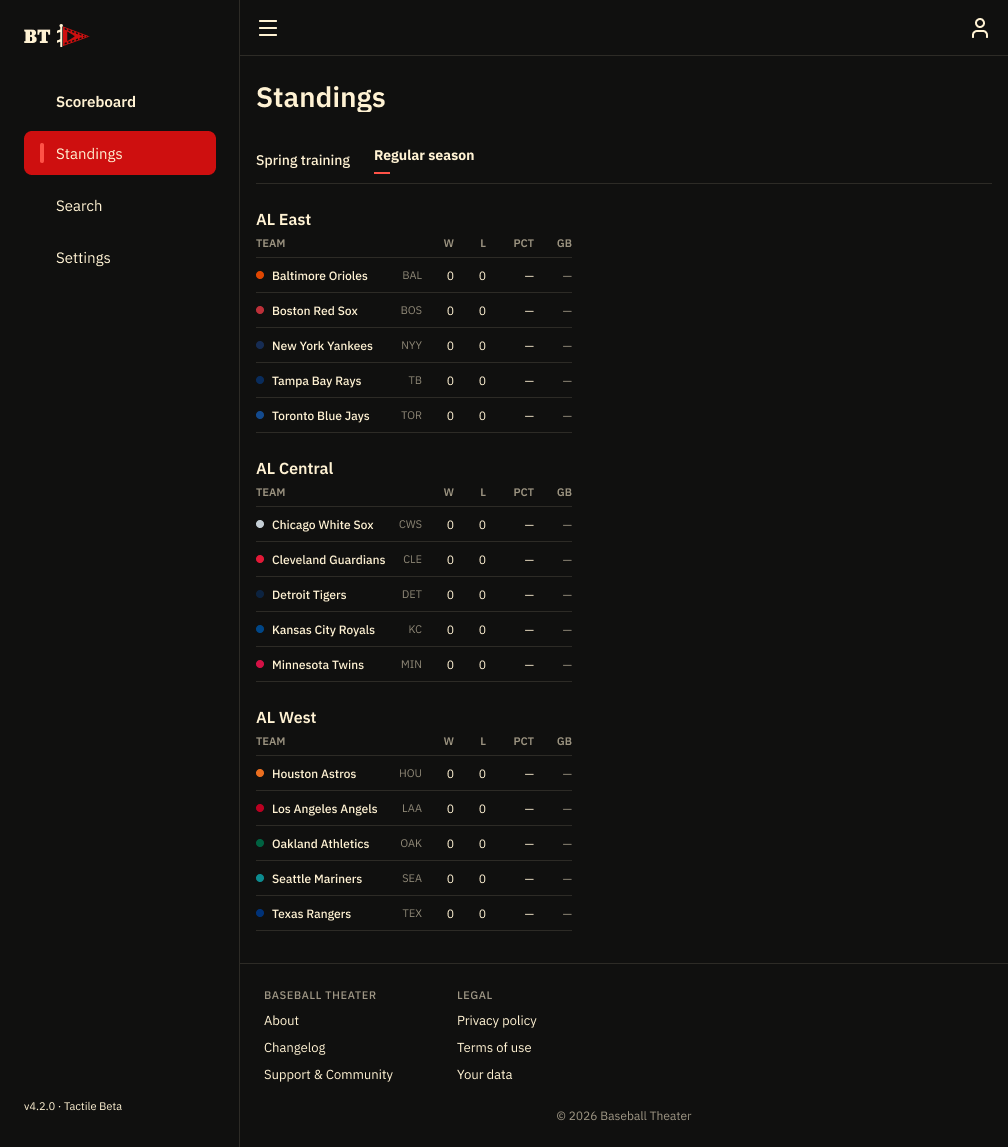 BT
Scoreboard
Standings
Search
Settings
v4.2.0 · Tactile Beta
Standings
Spring training
Regular season
AL East
TEAM W L PCT GB
Baltimore Orioles BAL 0 0 — —
Boston Red Sox BOS 0 0 — —
New York Yankees NYY 0 0 — —
Tampa Bay Rays TB 0 0 — —
Toronto Blue Jays TOR 0 0 — —
AL Central
TEAM W L PCT GB
Chicago White Sox CWS 0 0 — —
Cleveland Guardians CLE 0 0 — —
Detroit Tigers DET 0 0 — —
Kansas City Royals KC 0 0 — —
Minnesota Twins MIN 0 0 — —
AL West
TEAM W L PCT GB
Houston Astros HOU 0 0 — —
Los Angeles Angels LAA 0 0 — —
Oakland Athletics OAK 0 0 — —
Seattle Mariners SEA 0 0 — —
Texas Rangers TEX 0 0 — —
BASEBALL THEATER
About
Changelog
Support & Community
LEGAL
Privacy policy
Terms of use
Your data
© 2026 Baseball Theater